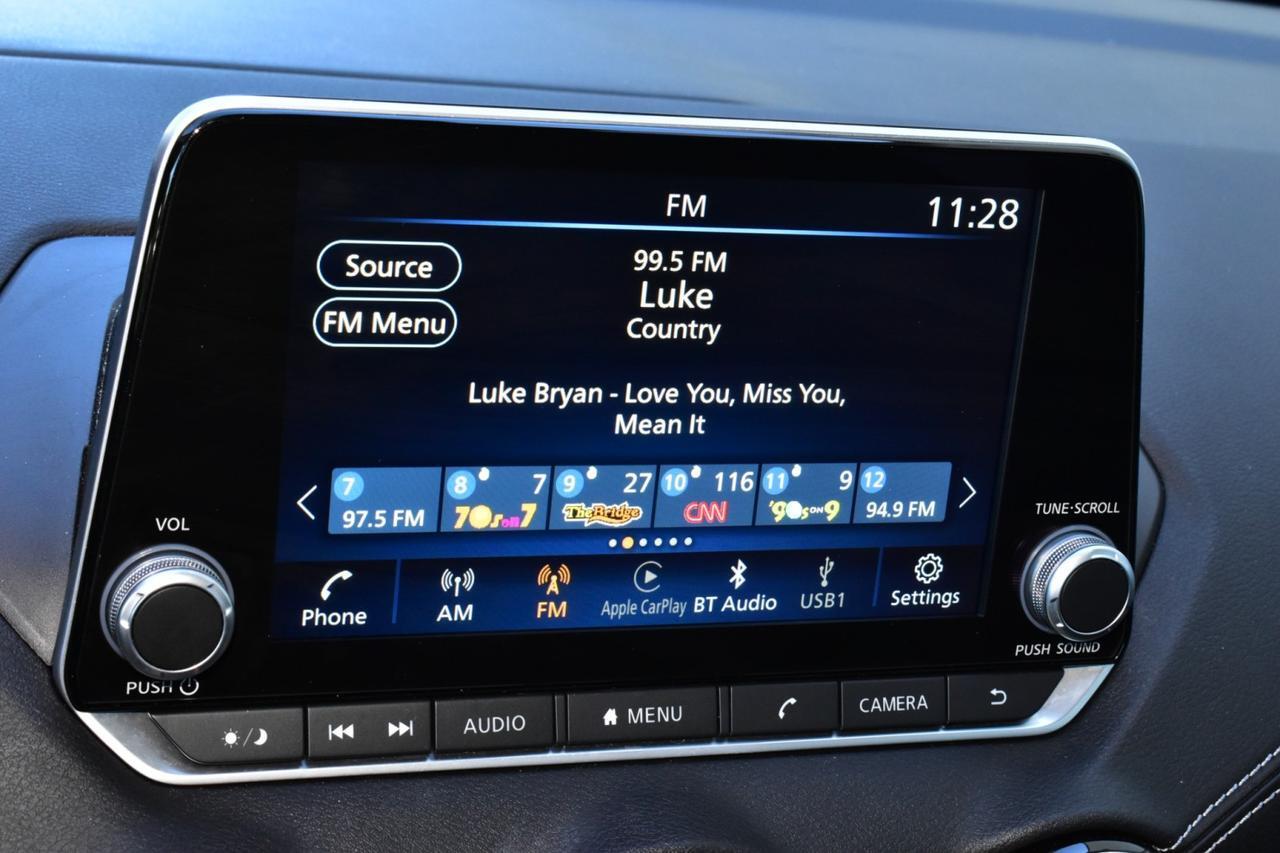 FM
11:28
Source
99.5 FM
Luke
FM Menu
Country
Luke Bryan - Love You, Miss You,
Mean It
7
97.5 FM
8 7
70s on 7
9 27
The Bridge
10 116
CNN
11 9
'90s ON 9
12
94.9 FM
VOL
TUNE·SCROLL
Phone
AM
FM
Apple CarPlay
BT Audio
USB1
Settings
PUSH
PUSH SOUND
AUDIO
MENU
CAMERA